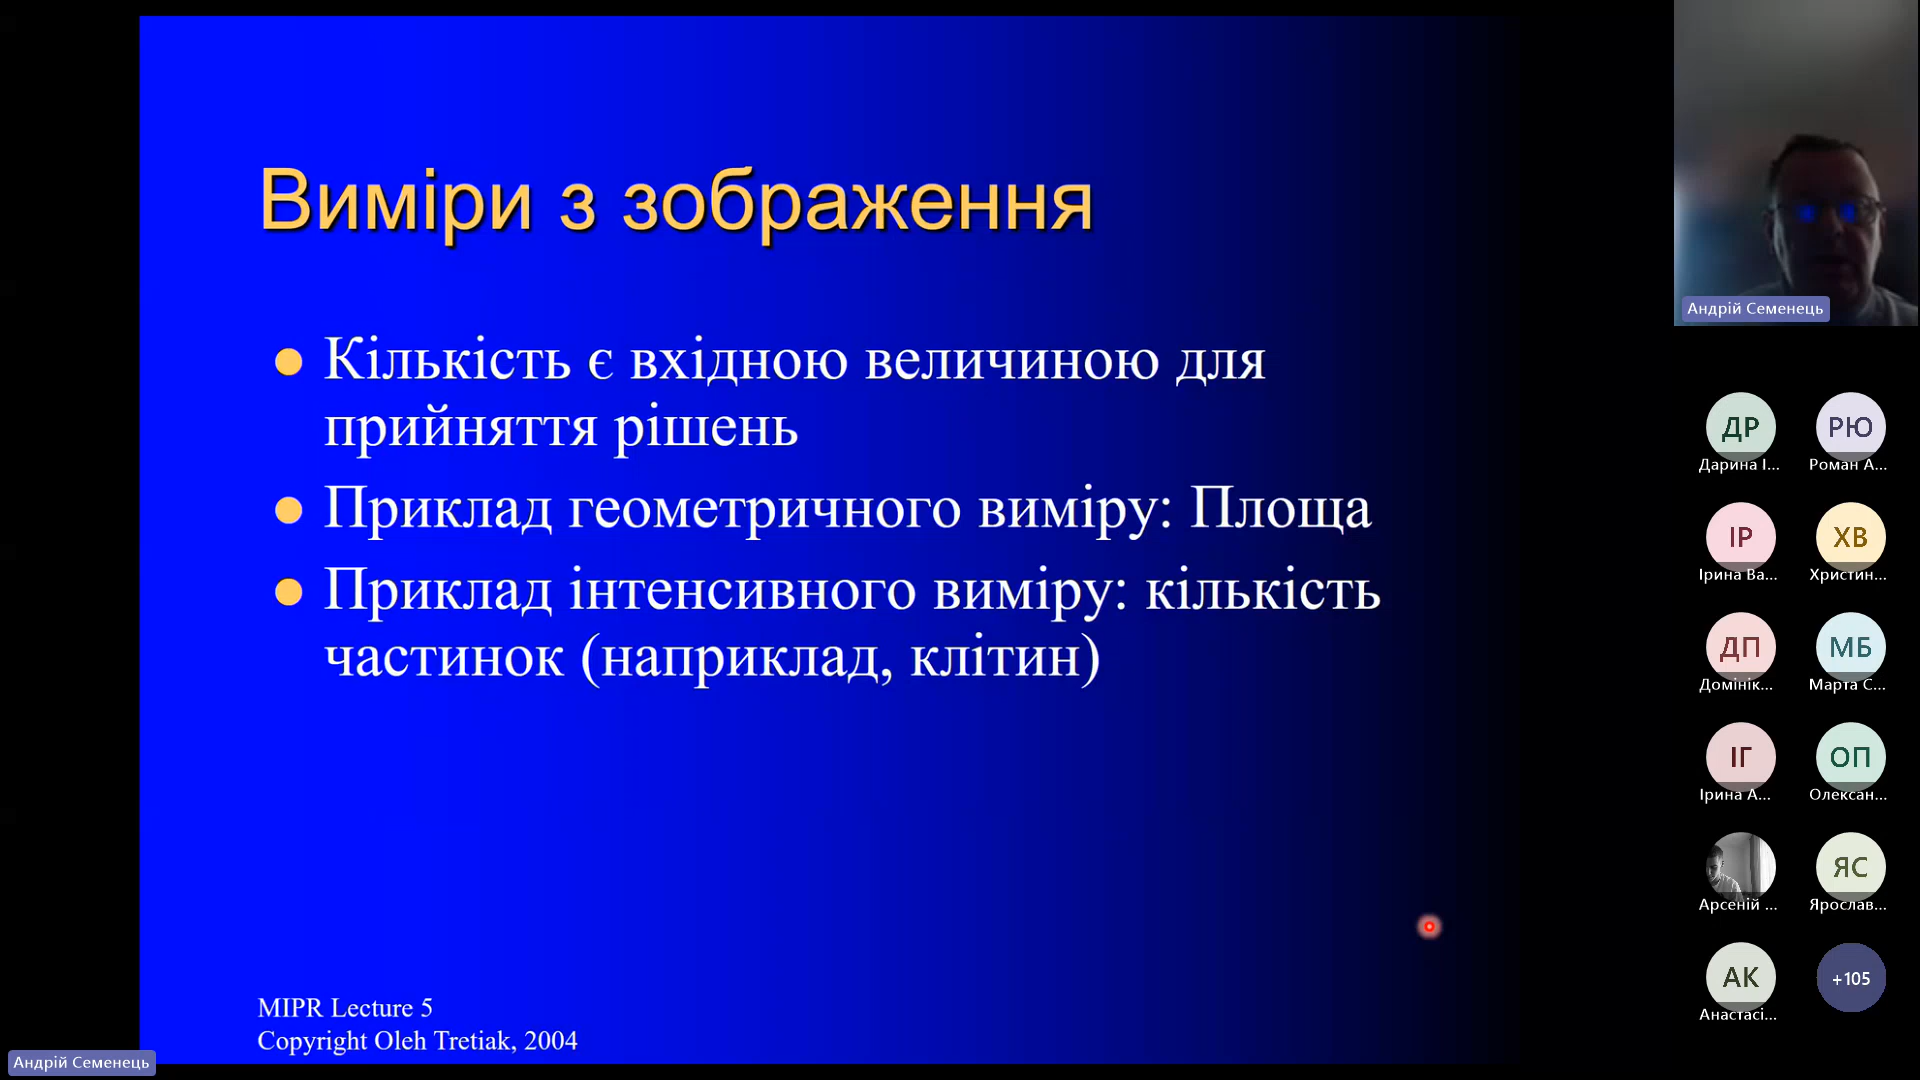 Виміри з зображення
Кількість є вхідною величиною для
прийняття рішень
Приклад геометричного виміру: Площа
Приклад інтенсивного виміру: кількість
частинок (наприклад, клітин)
MIPR Lecture 5
Copyright Oleh Tretiak, 2004
Андрій Семенець
Андрій Семенець
ДР
Дарина І...
РЮ
Роман А...
ІР
Ірина Ва...
ХВ
Христин...
ДП
Домінік...
МБ
Марта С...
ІГ
Ірина А...
ОП
Олексан...
Арсеній ...
ЯС
Ярослав...
АК
Анастасі...
+105